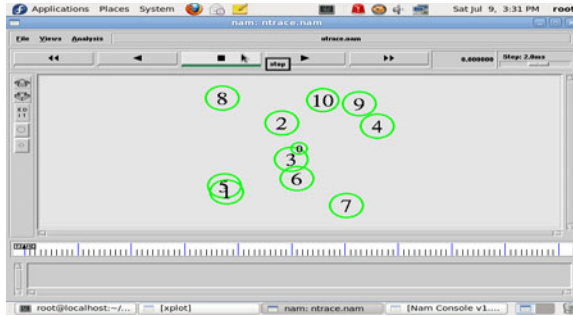 Applications Places System Sat Jul 9, 3:31 PM root
nam: ntrace.nam
File Views Analysis ntrace.nam
stop
0.000000 Step: 2.0ms
8 10 9
2 4
0
3
6
5
1
7
root@localhost:~/... [xplot] nam: ntrace.nam [Nam Console v1....